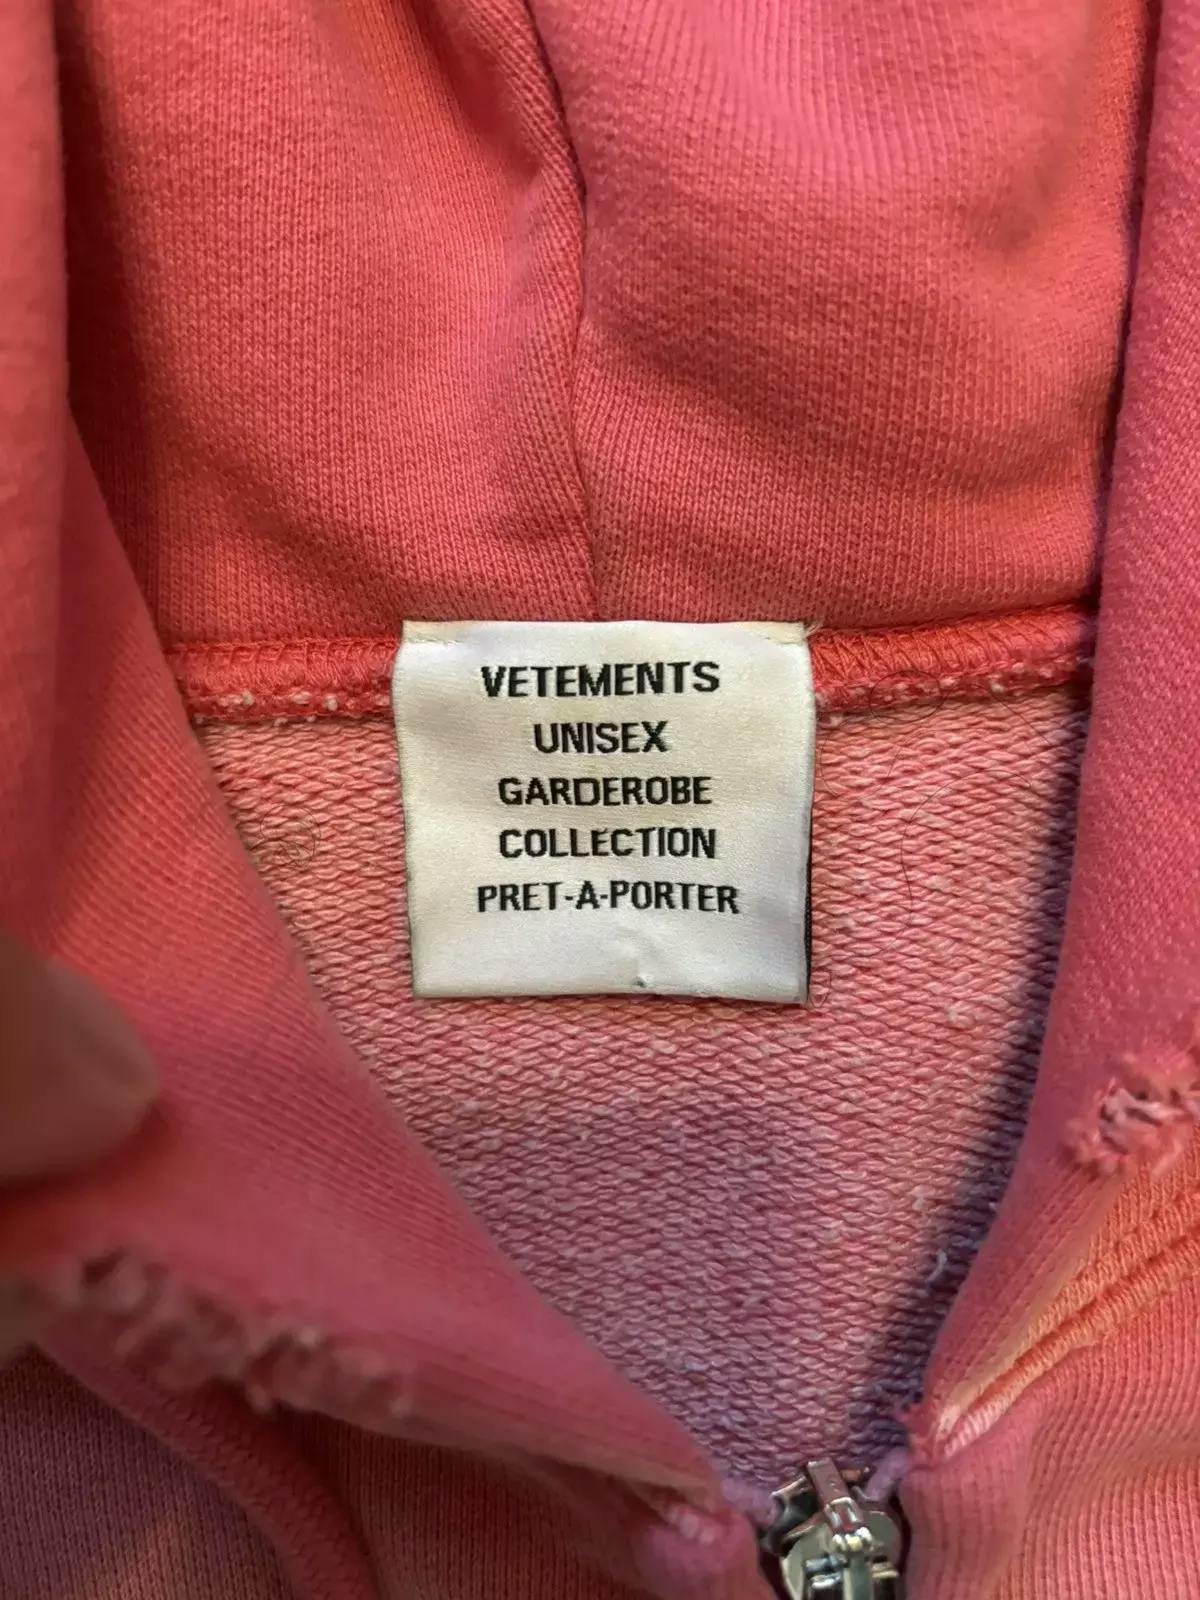 VETEMENTS
UNISEX
GARDEROBE
COLLECTION
PRET-A-PORTER